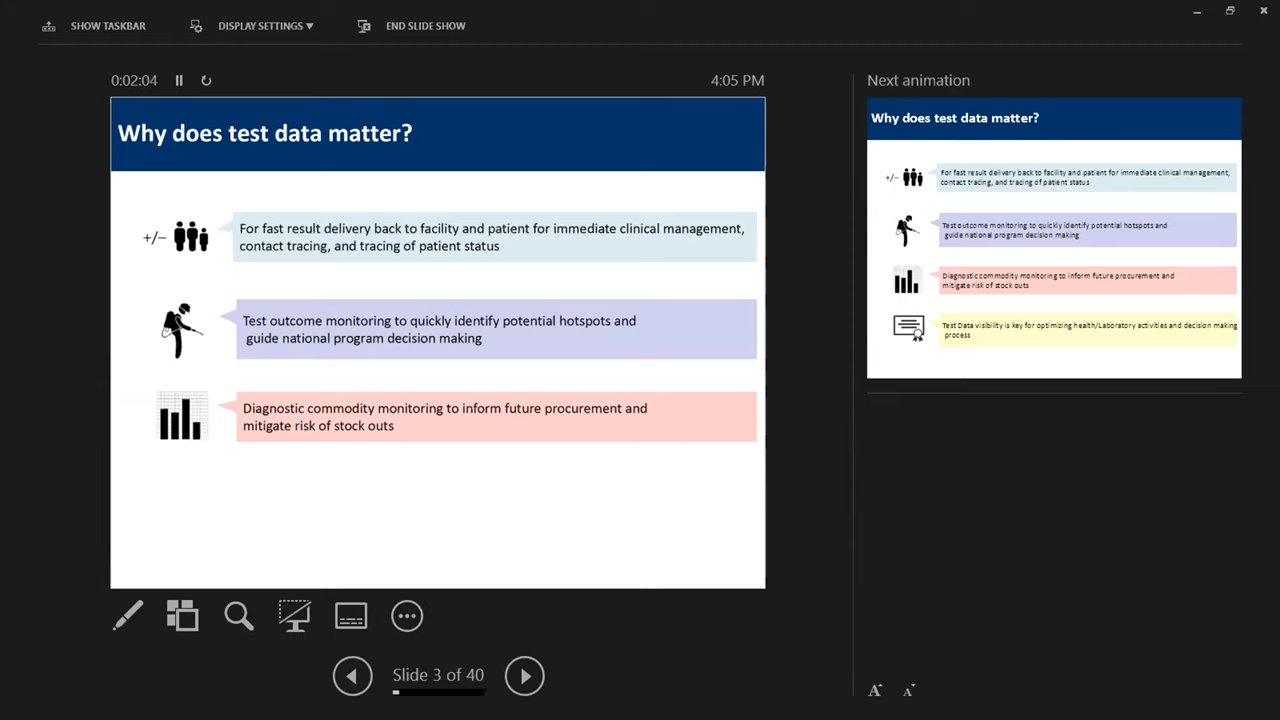 SHOW TASKBAR
DISPLAY SETTINGS ▼
END SLIDE SHOW
0:02:04
4:05 PM
Why does test data matter?
+/−
For fast result delivery back to facility and patient for immediate clinical management,
contact tracing, and tracing of patient status
Test outcome monitoring to quickly identify potential hotspots and
guide national program decision making
Diagnostic commodity monitoring to inform future procurement and
mitigate risk of stock outs
Slide 3 of 40
Next animation
Why does test data matter?
+/−
For fast result delivery back to facility and patient for immediate clinical management,
contact tracing, and tracing of patient status
Test outcome monitoring to quickly identify potential hotspots and
guide national program decision making
Diagnostic commodity monitoring to inform future procurement and
mitigate risk of stock outs
Test Data visibility is key for optimizing health/Laboratory activities and decision making
process
A A